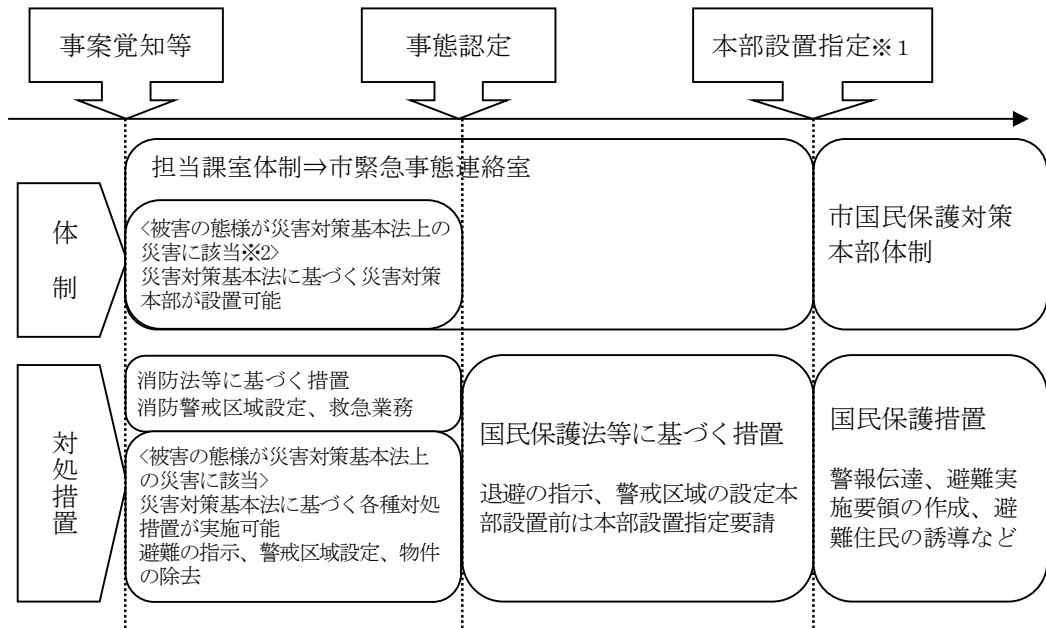 事案覚知等
事態認定
本部設置指定※1
体
制
担当課室体制⇒市緊急事態連絡室
<被害の態様が災害対策基本法上の
災害に該当※2>
災害対策基本法に基づく災害対策
本部が設置可能
市国民保護対策
本部体制
対処措置
消防法等に基づく措置
消防警戒区域設定、救急業務
<被害の態様が災害対策基本法上
の災害に該当>
災害対策基本法に基づく各種対処
措置が実施可能
避難の指示、警戒区域設定、物件
の除去
国民保護法等に基づく措置
退避の指示、警戒区域の設定本
部設置前は本部設置指定要請
国民保護措置
警報伝達、避難実
施要領の作成、避
難住民の誘導など